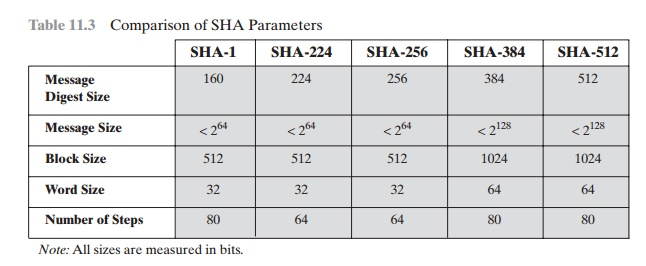 Table 11.3 Comparison of SHA Parameters
SHA-1 SHA-224 SHA-256 SHA-384 SHA-512
Message Digest Size 160 224 256 384 512
Message Size < 2^64 < 2^64 < 2^64 < 2^128 < 2^128
Block Size 512 512 512 1024 1024
Word Size 32 32 32 64 64
Number of Steps 80 64 64 80 80
Note: All sizes are measured in bits.